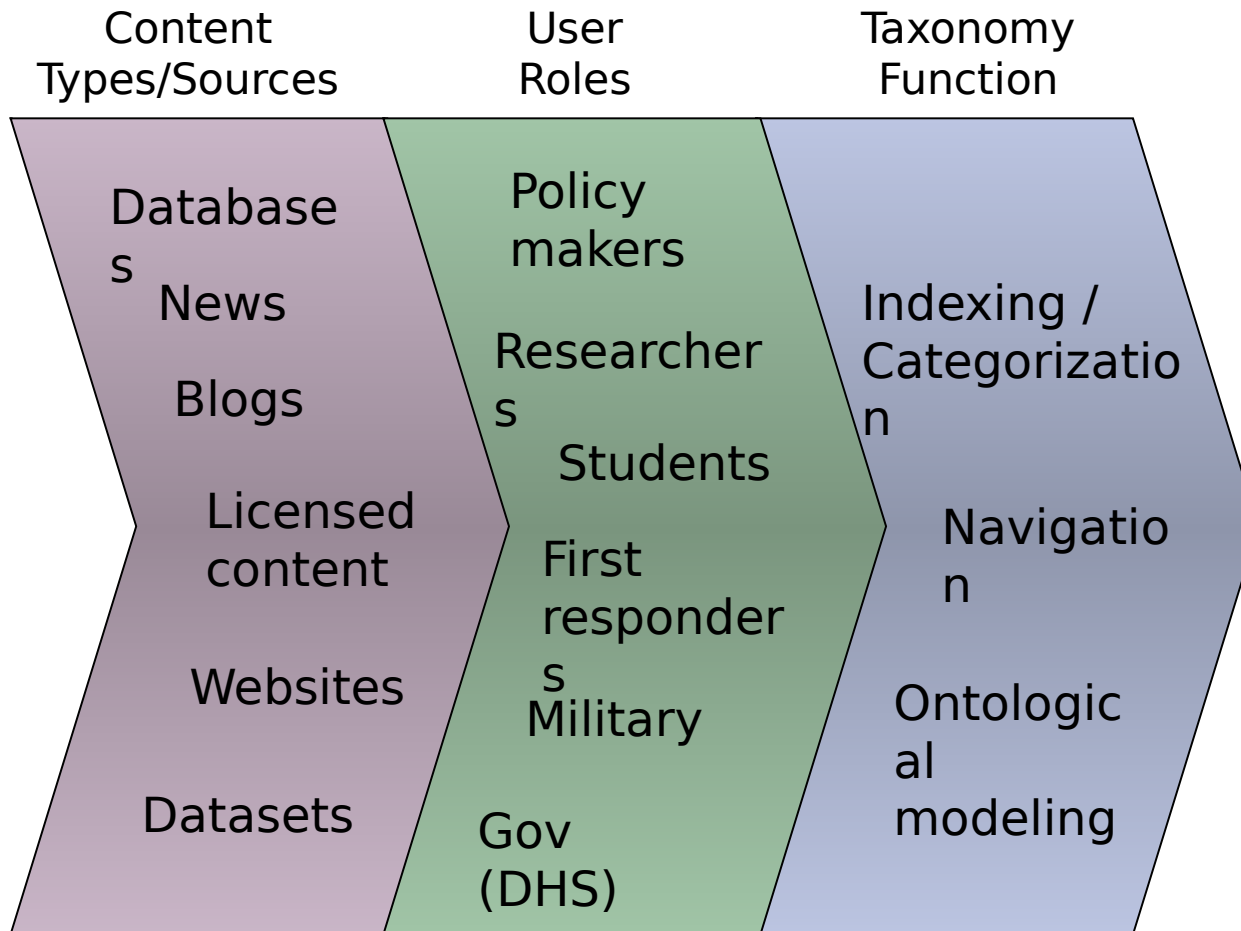 Content
Types/Sources
User
Roles
Taxonomy
Function
Database
s
News
Blogs
Licensed
content
Websites
Datasets
Policy
makers
Researcher
s
Students
First
responder
s
Military
Gov
(DHS)
Indexing /
Categorizatio
n
Navigatio
n
Ontologic
al
modeling